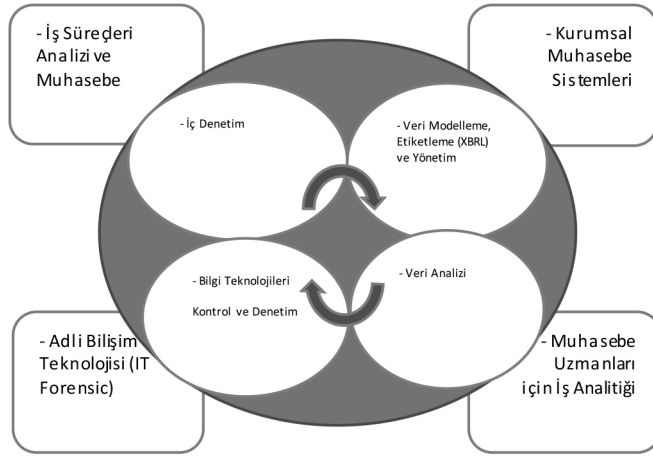 - İş Süreçleri
Analizi ve
Muhasebe
- Kurumsal
Muhasebe
Sistemleri
- İç Denetim
- Veri Modelleme,
Etiketleme (XBRL)
ve Yönetim
- Bilgi Teknolojileri
Kontrol ve Denetim
- Veri Analizi
- Adli Bilişim
Teknolojisi (IT
Forensic)
- Muhasebe
Uzmanları
için İş Analitiği